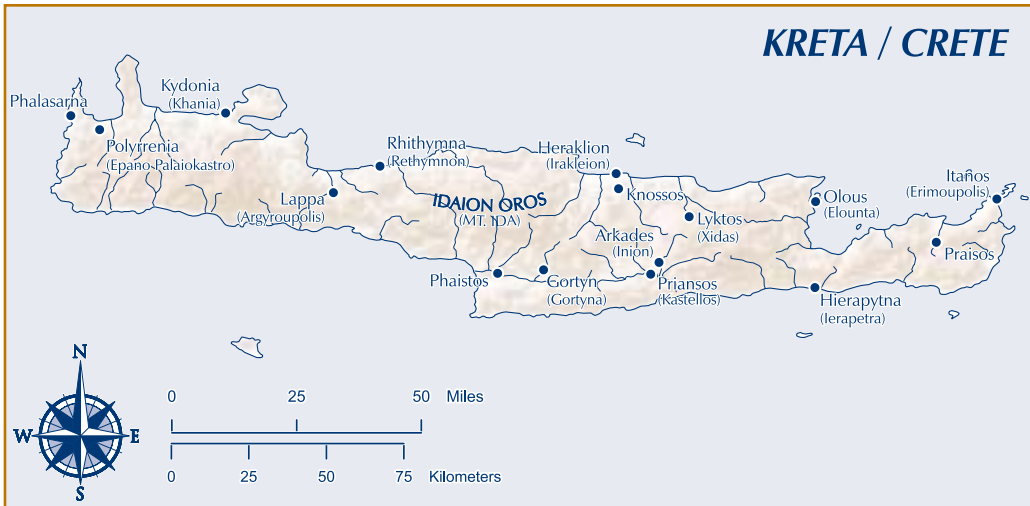 KRETA / CRETE
Phalasarna
Kydonia
(Khania)
Polyrrenia
(Epano Palaiokastro)
Rhithymna
(Rethymnon)
Lappa
(Argyroupolis)
IDAION OROS
(MT. IDA)
Heraklion
(Irakleion)
Knossos
Lyktos
(Xidas)
Arkades
(Inion)
Olous
(Elounta)
Itaños
(Erimoupolis)
Praisos
Phaistos
Gortyn
(Gortyna)
Priansos
(Kastellos)
Hierapytna
(Ierapetra)
N
W
E
S
0 25 50 Miles
0 25 50 75 Kilometers